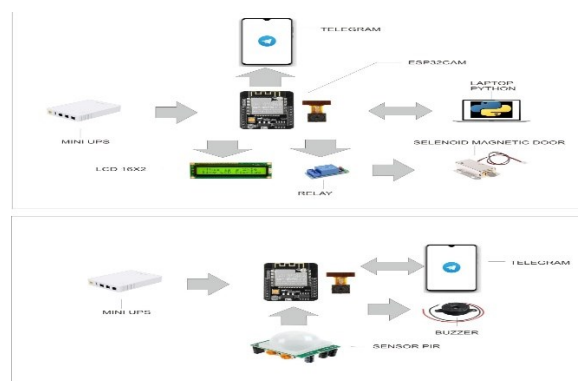 TELEGRAM
ESP32CAM
LAPTOP
PYTHON
MINI UPS
SELENOID MAGNETIC DOOR
LCD 16X2
RELAY
TELEGRAM
MINI UPS
BUZZER
SENSOR PIR